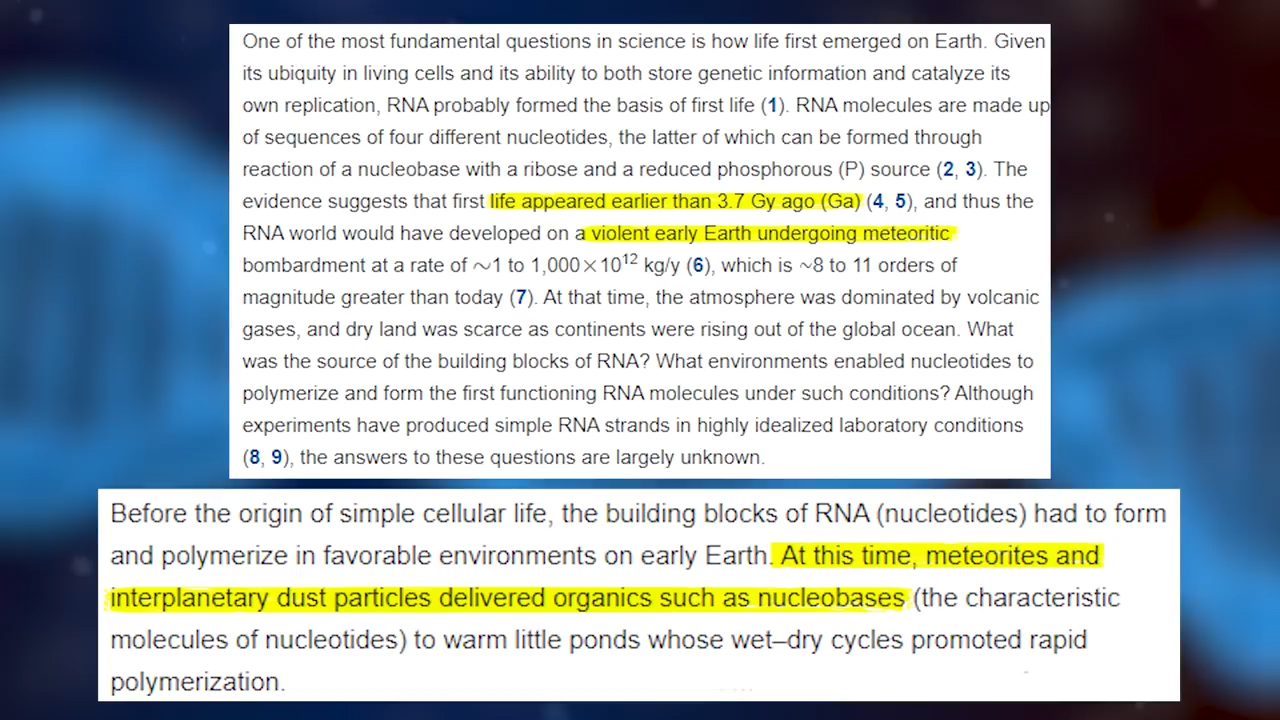 One of the most fundamental questions in science is how life first emerged on Earth. Given
its ubiquity in living cells and its ability to both store genetic information and catalyze its
own replication, RNA probably formed the basis of first life (1). RNA molecules are made up
of sequences of four different nucleotides, the latter of which can be formed through
reaction of a nucleobase with a ribose and a reduced phosphorous (P) source (2, 3). The
evidence suggests that first life appeared earlier than 3.7 Gy ago (Ga) (4, 5), and thus the
RNA world would have developed on a violent early Earth undergoing meteoritic
bombardment at a rate of ∼1 to 1,000×10¹² kg/y (6), which is ∼8 to 11 orders of
magnitude greater than today (7). At that time, the atmosphere was dominated by volcanic
gases, and dry land was scarce as continents were rising out of the global ocean. What
was the source of the building blocks of RNA? What environments enabled nucleotides to
polymerize and form the first functioning RNA molecules under such conditions? Although
experiments have produced simple RNA strands in highly idealized laboratory conditions
(8, 9), the answers to these questions are largely unknown.
Before the origin of simple cellular life, the building blocks of RNA (nucleotides) had to form
and polymerize in favorable environments on early Earth. At this time, meteorites and
interplanetary dust particles delivered organics such as nucleobases (the characteristic
molecules of nucleotides) to warm little ponds whose wet–dry cycles promoted rapid
polymerization.